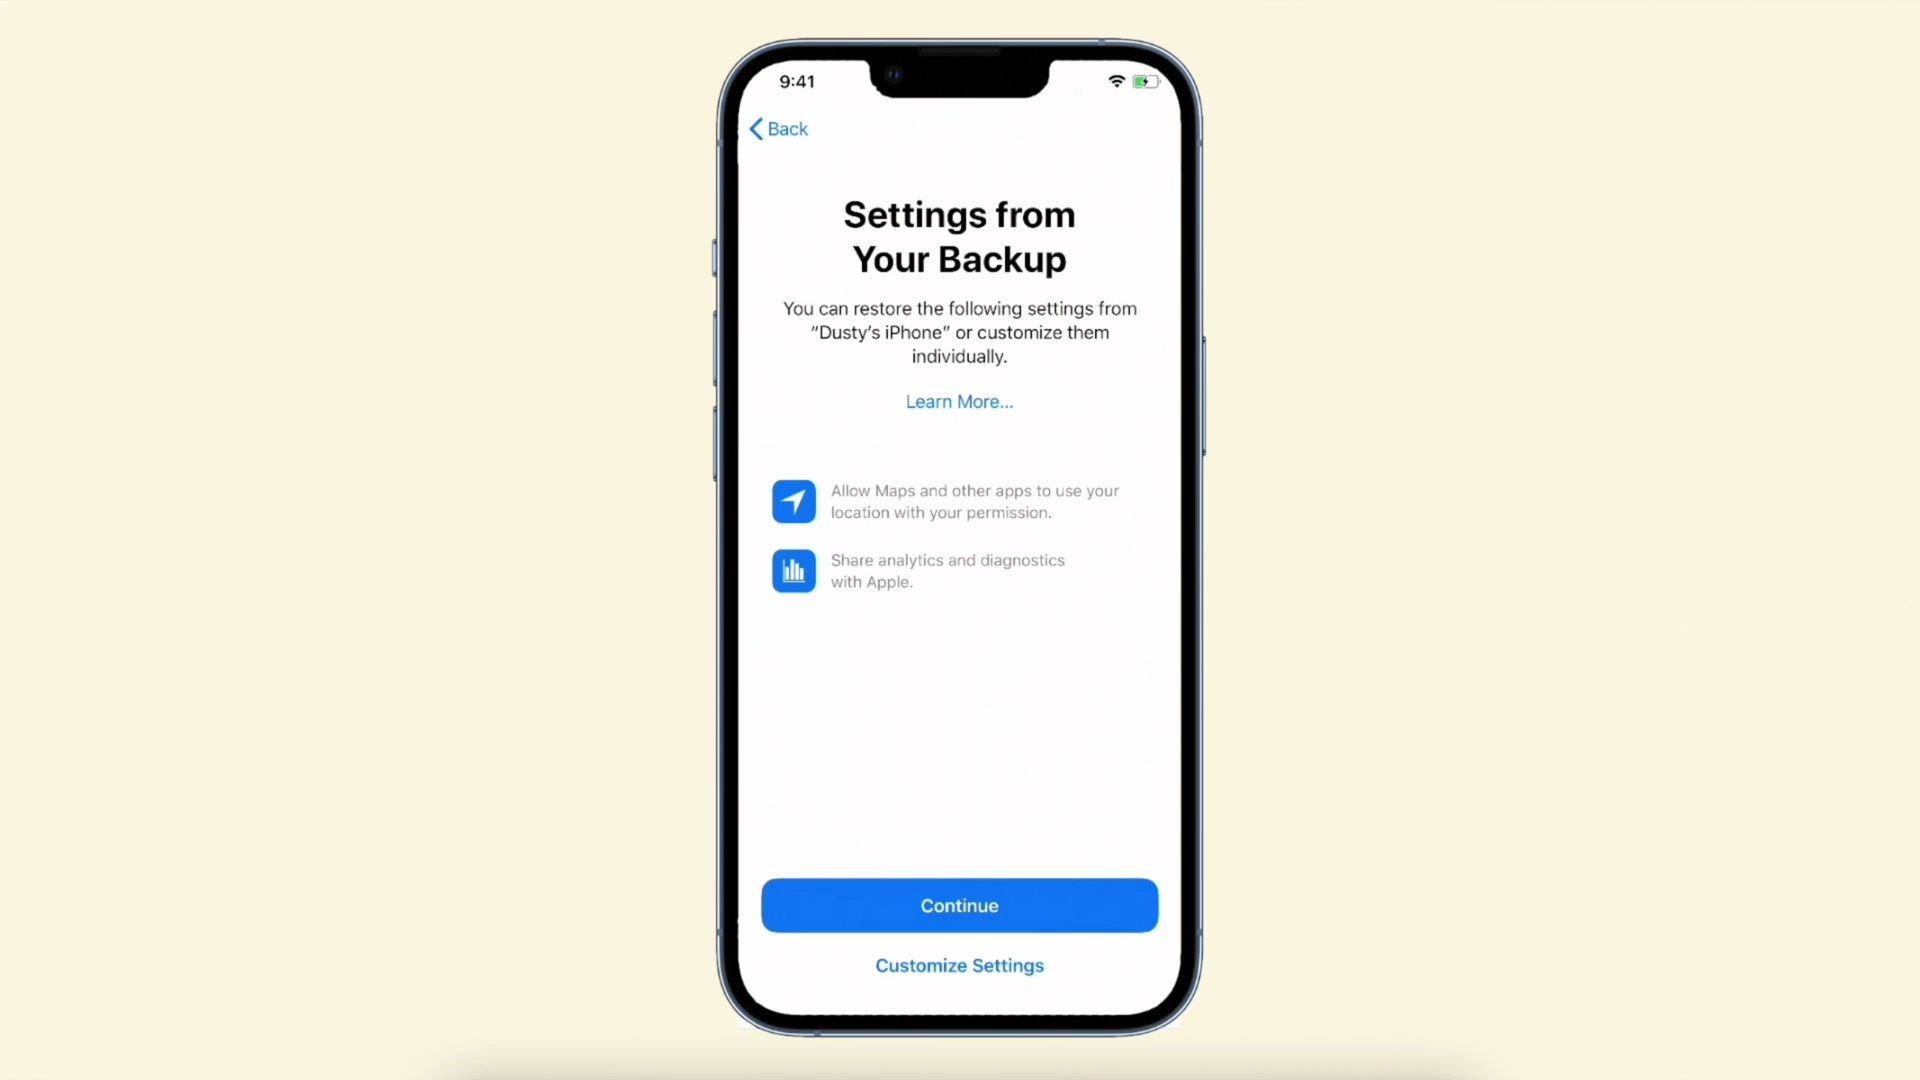 9:41
Back
Settings from
Your Backup
You can restore the following settings from
“Dusty’s iPhone” or customize them
individually.
Learn More...
Allow Maps and other apps to use your
location with your permission.
Share analytics and diagnostics
with Apple.
Continue
Customize Settings